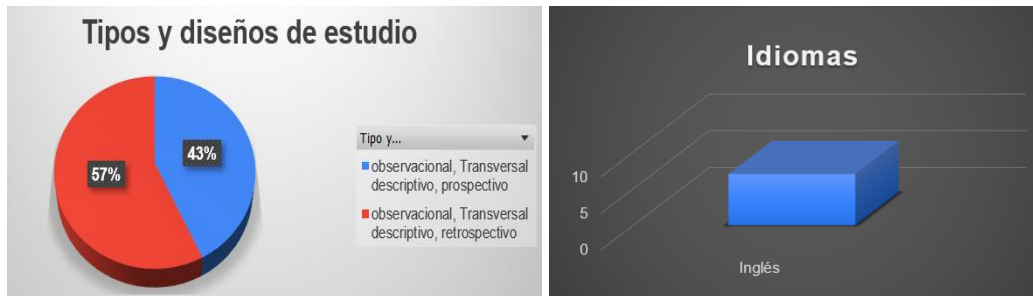 Tipos y diseños de estudio
43%
57%
Tipo y...
observacional, Transversal
descriptivo, prospectivo
observacional, Transversal
descriptivo, retrospectivo
Idiomas
10
5
0
Inglés